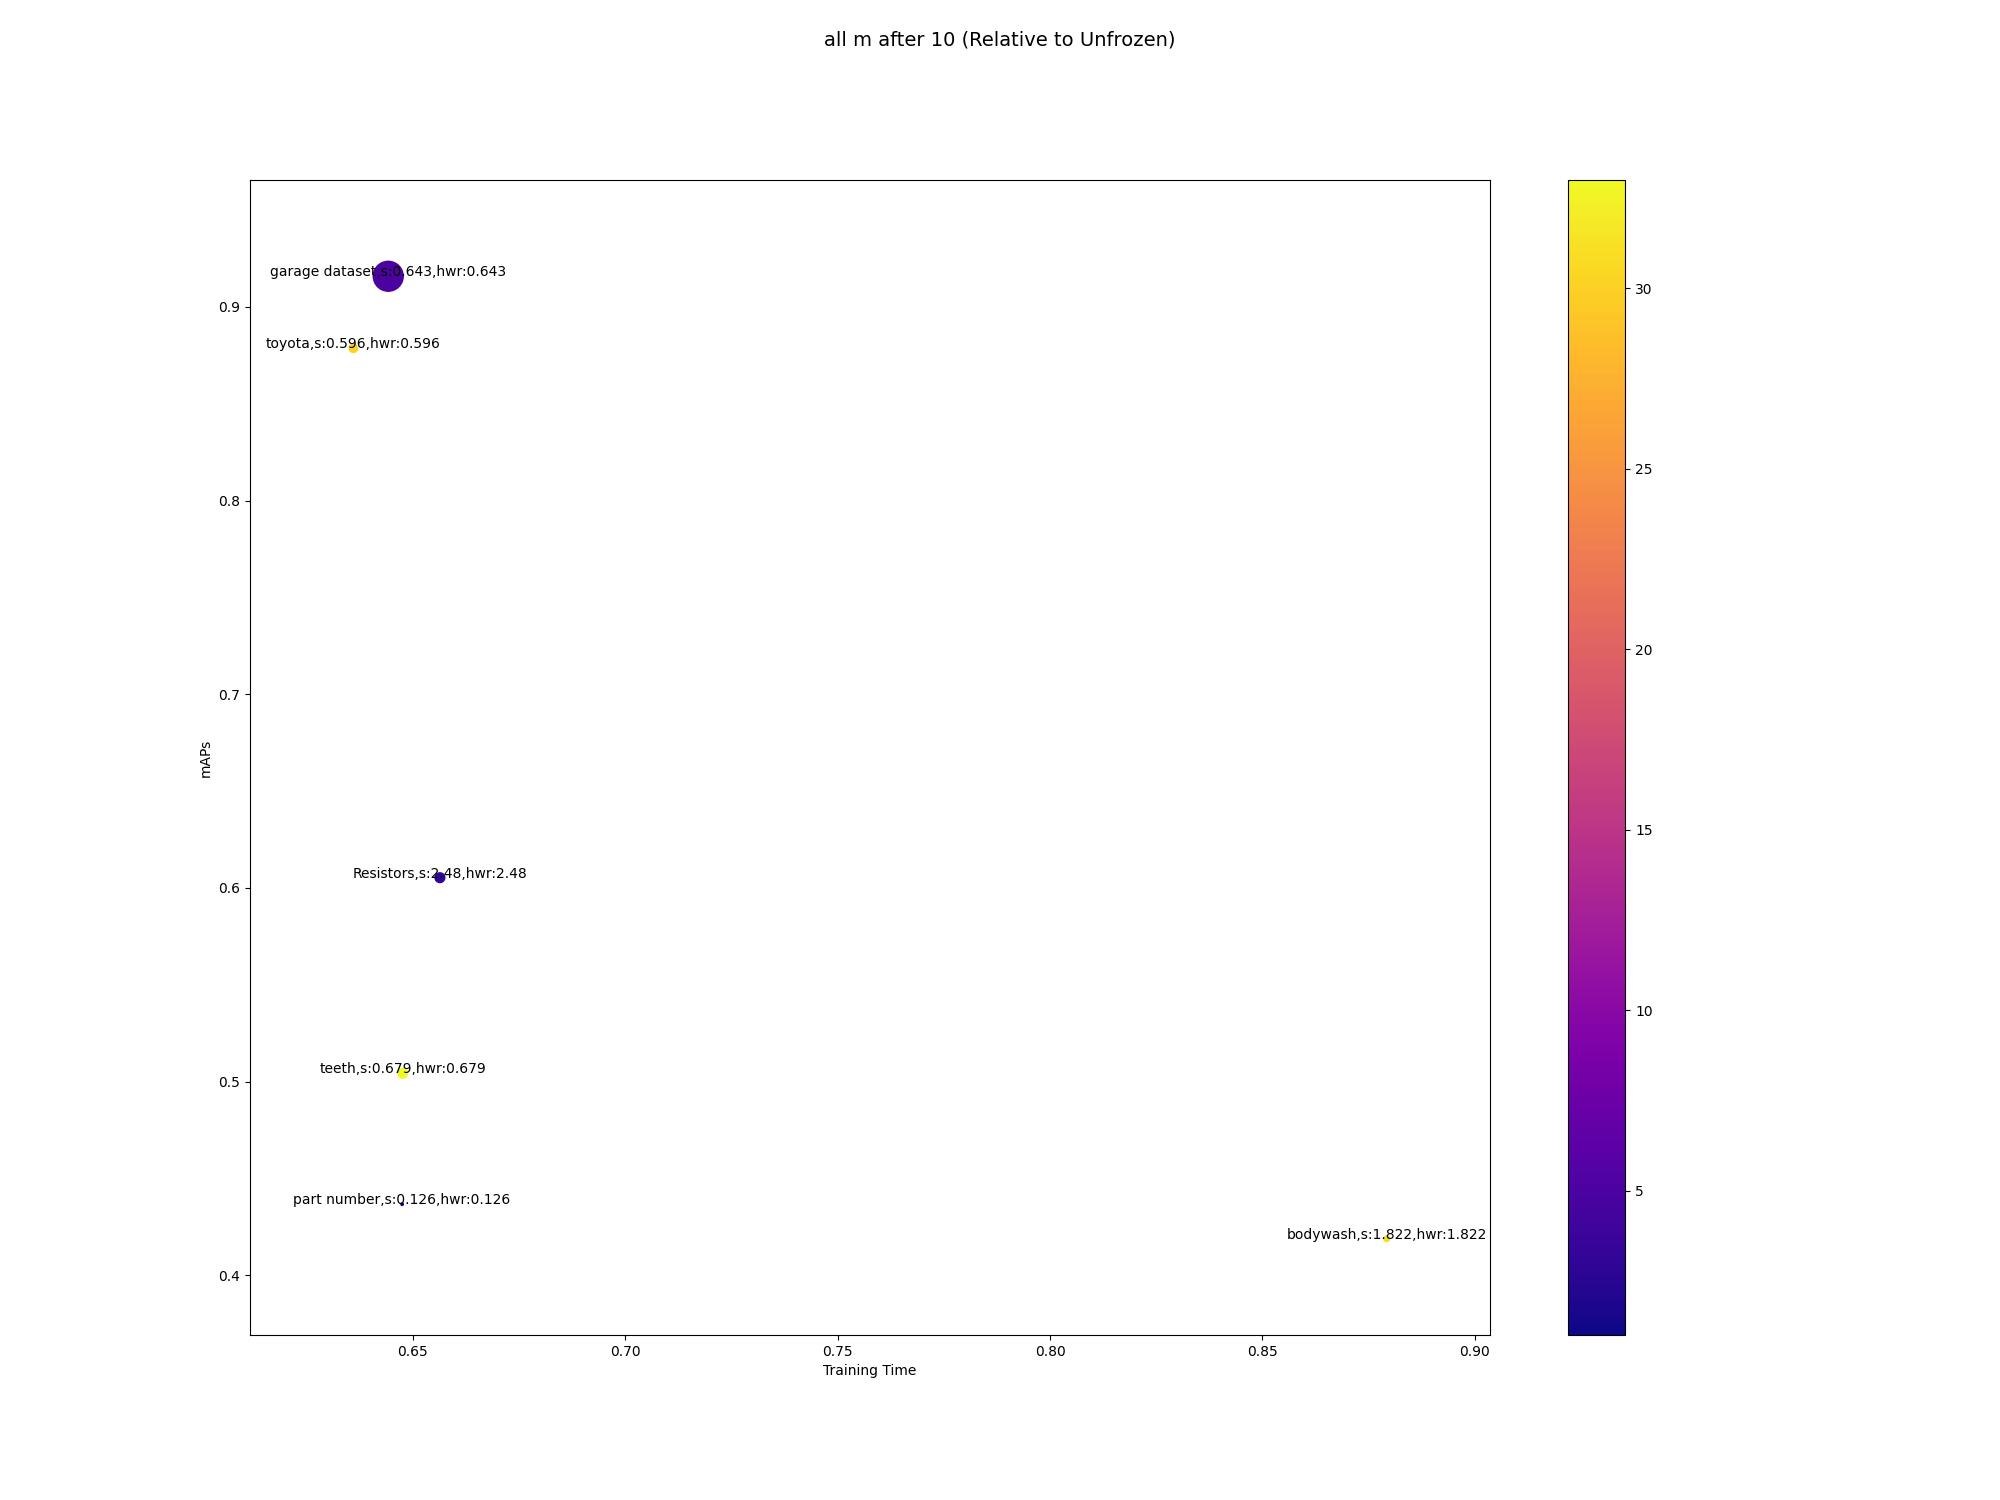 all m after 10 (Relative to Unfrozen)
garage dataset,s:0.643,hwr:0.643
toyota,s:0.596,hwr:0.596
Resistors,s:2.48,hwr:2.48
teeth,s:0.679,hwr:0.679
part number,s:0.126,hwr:0.126
bodywash,s:1.822,hwr:1.822
mAPs
0.9
0.8
0.7
0.6
0.5
0.4
0.65 0.70 0.75 0.80 0.85 0.90
Training Time
30
25
20
15
10
5